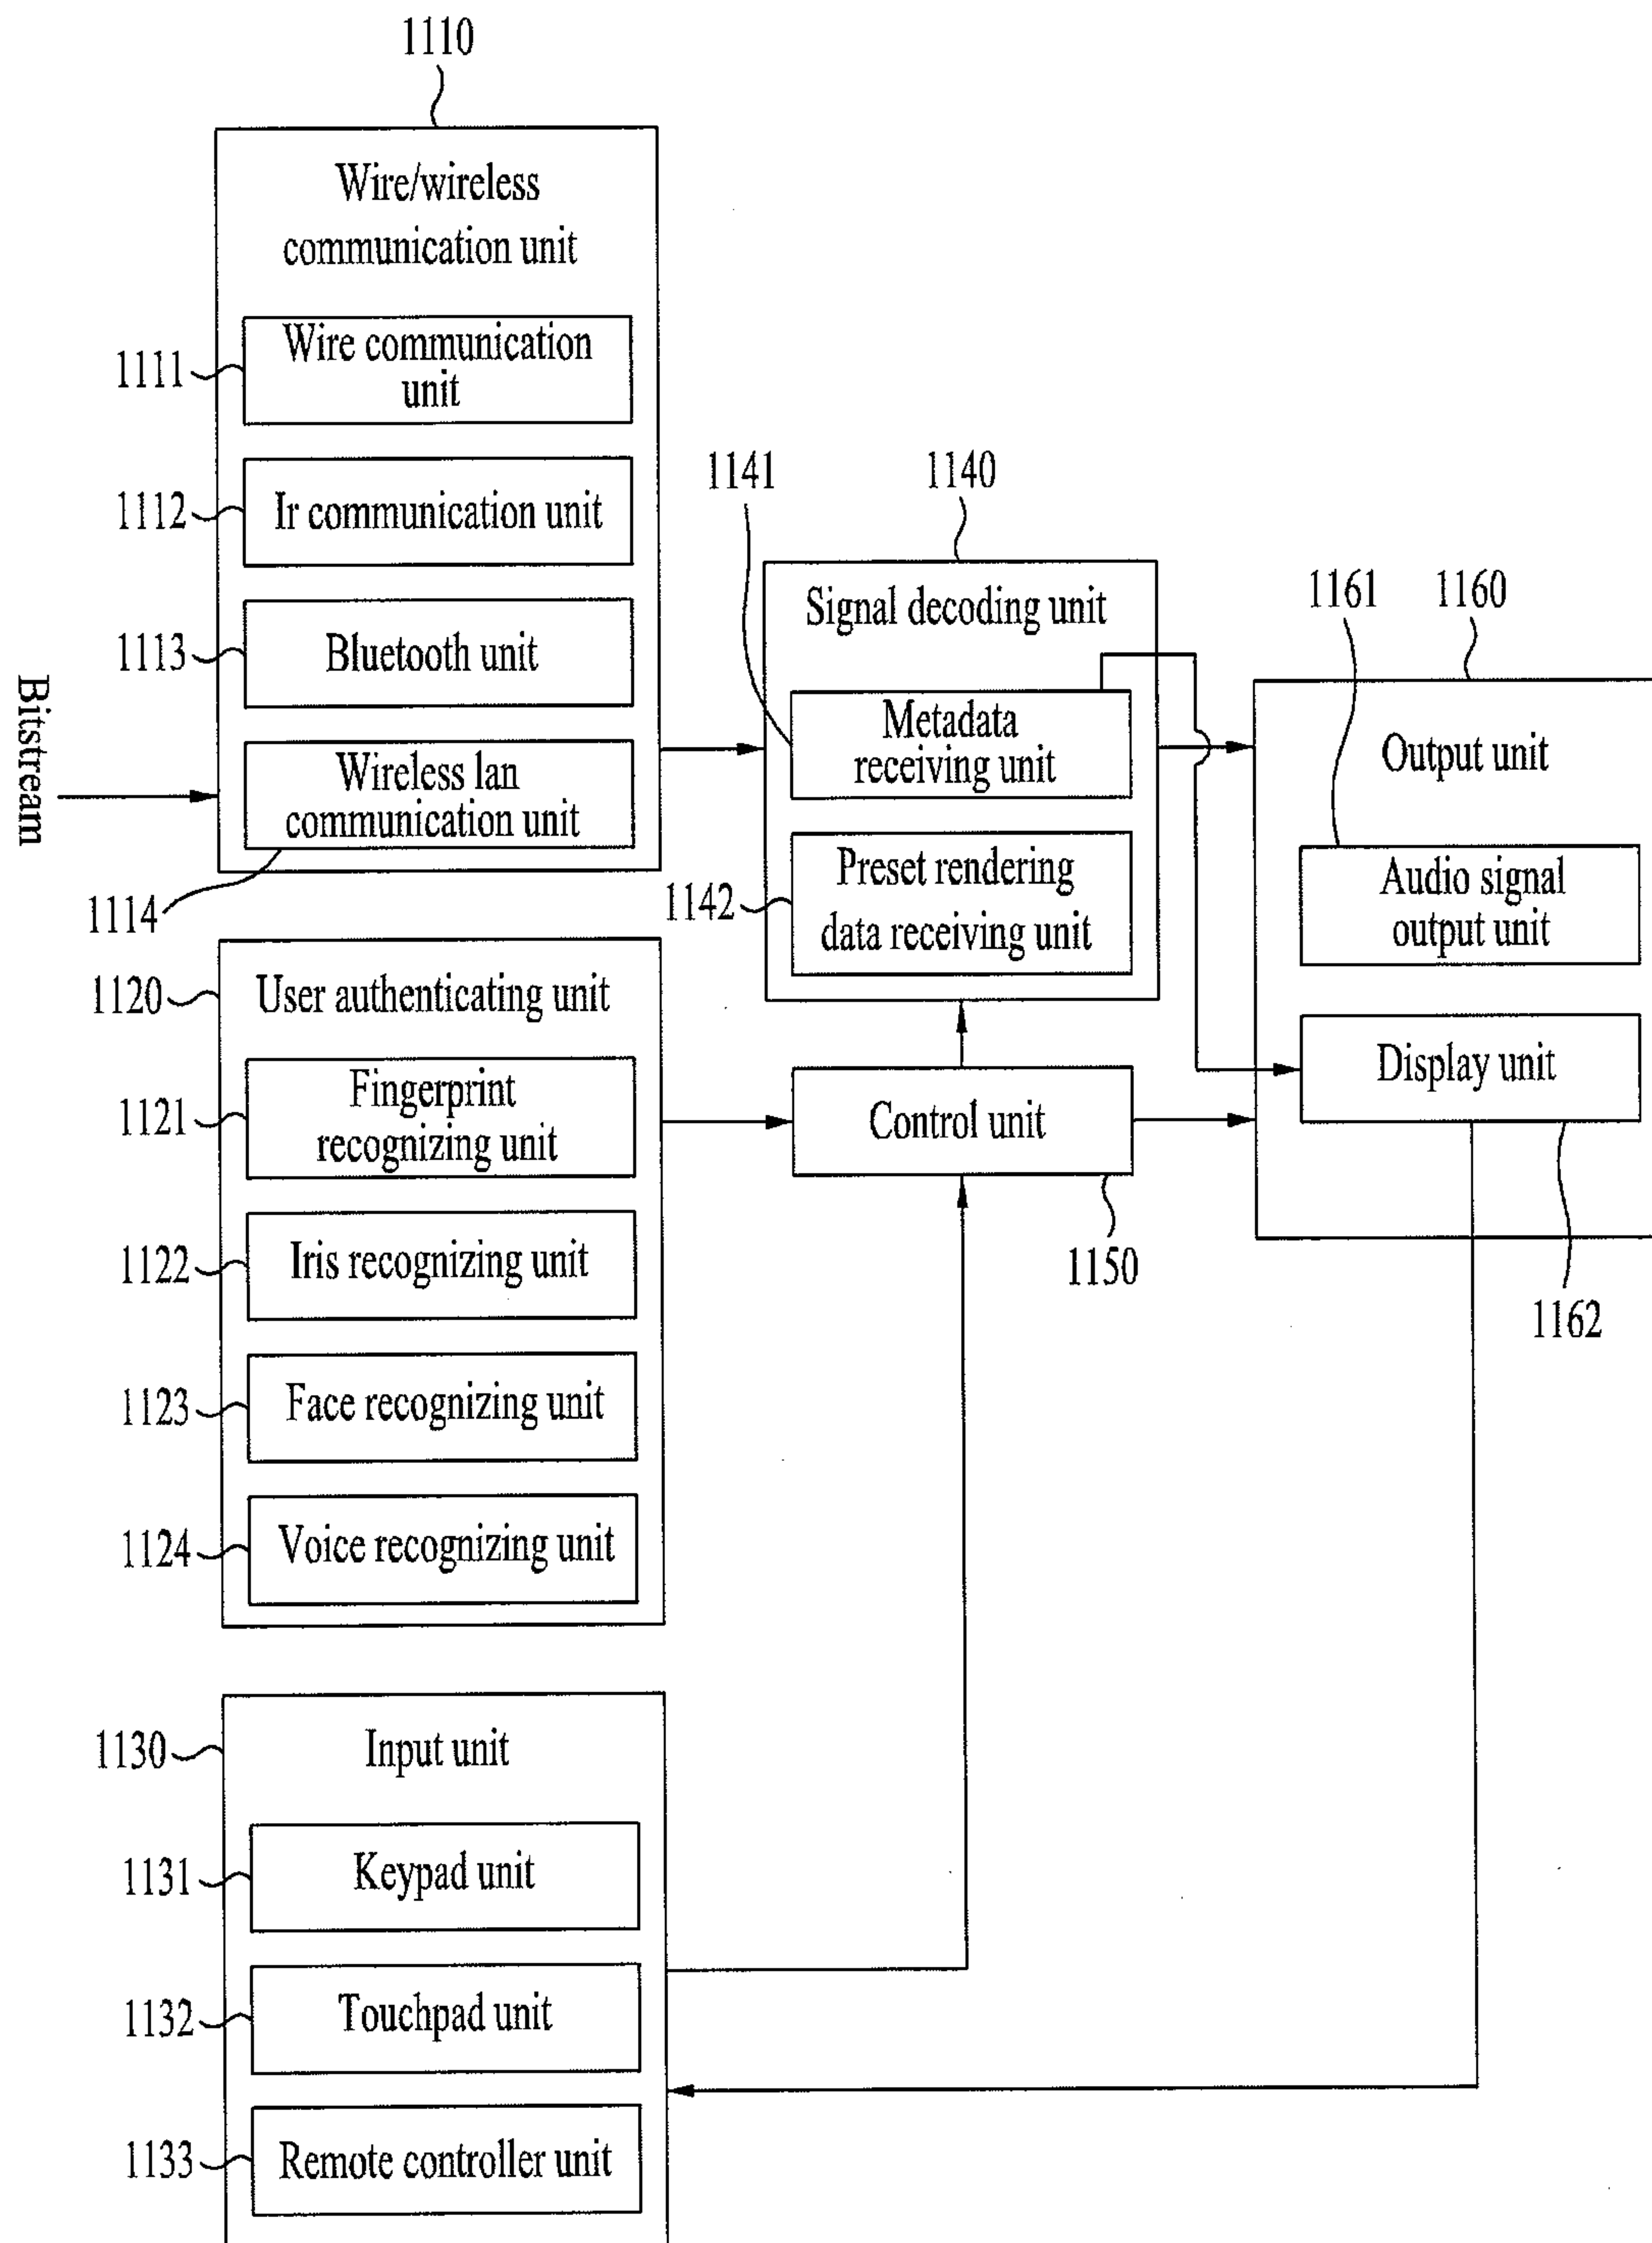 1110
Wire/wireless
communication unit
1111
Wire communication
unit
1112
Ir communication unit
1113
Bluetooth unit
Bitstream
Wireless lan
communication unit
1114
1141
1140
Signal decoding unit
Metadata
receiving unit
1142
Preset rendering
data receiving unit
1161
1160
Output unit
Audio signal
output unit
Display unit
1162
1120
User authenticating unit
1121
Fingerprint
recognizing unit
Control unit
1150
1122
Iris recognizing unit
1123
Face recognizing unit
1124
Voice recognizing unit
1130
Input unit
1131
Keypad unit
1132
Touchpad unit
1133
Remote controller unit